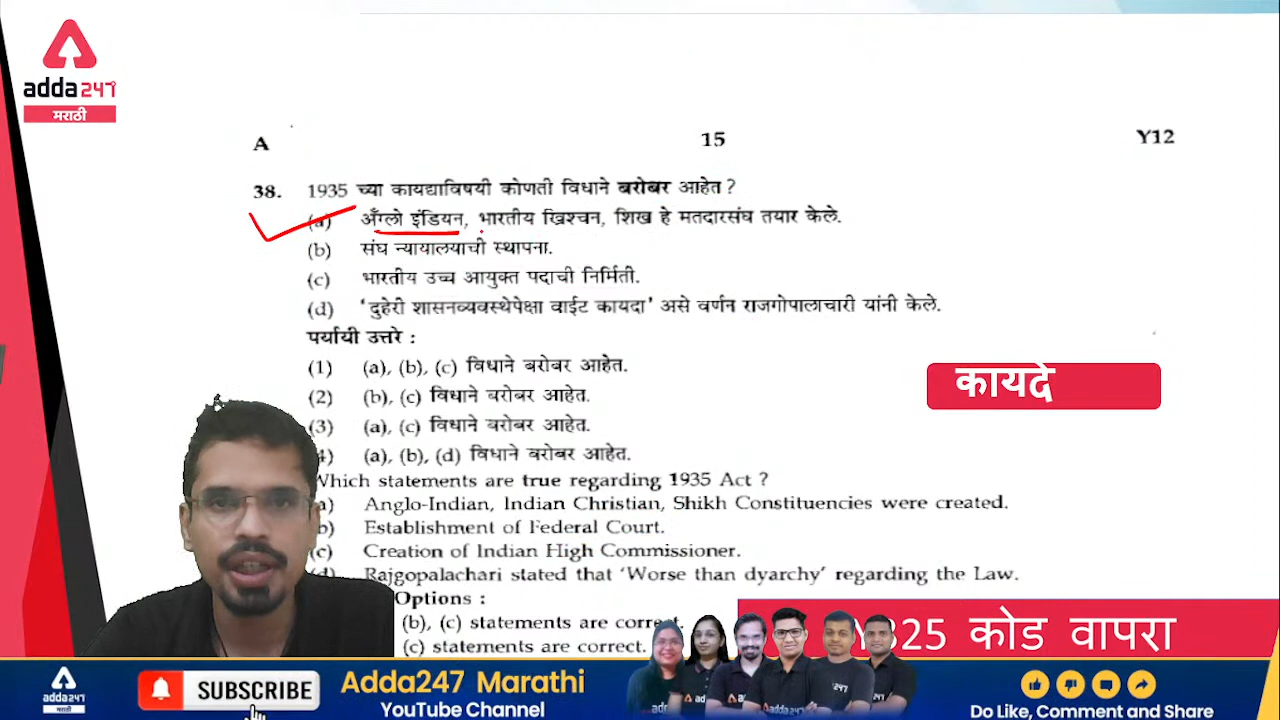 adda247
मराठी
A 15 Y12
38. 1935 च्या कायद्याविषयी कोणती विधाने बरोबर आहेत ?
(a) अँग्लो इंडियन, भारतीय ख्रिश्चन, शिख हे मतदारसंघ तयार केले.
(b) संघ न्यायालयाची स्थापना.
(c) भारतीय उच्च आयुक्त पदाची निर्मिती.
(d) 'दुहेरी शासनव्यवस्थेपेक्षा वाईट कायदा' असे वर्णन राजगोपालाचारी यांनी केले.
पर्यायी उत्तरे :
(1) (a), (b), (c) विधाने बरोबर आहेत.
(2) (b), (c) विधाने बरोबर आहेत.
(3) (a), (c) विधाने बरोबर आहेत.
4) (a), (b), (d) विधाने बरोबर आहेत.
कायदे
Which statements are true regarding 1935 Act ?
a) Anglo-Indian, Indian Christian, Shikh Constituencies were created.
b) Establishment of Federal Court.
(c) Creation of Indian High Commissioner.
(d) Rajgopalachari stated that 'Worse than dyarchy' regarding the Law.
Options :
(b), (c) statements are correct.
(c) statements are correct.
कोड वापरा
adda247
मराठी
SUBSCRIBE
Adda247 Marathi
YouTube Channel
adda247
Do Like, Comment and Share